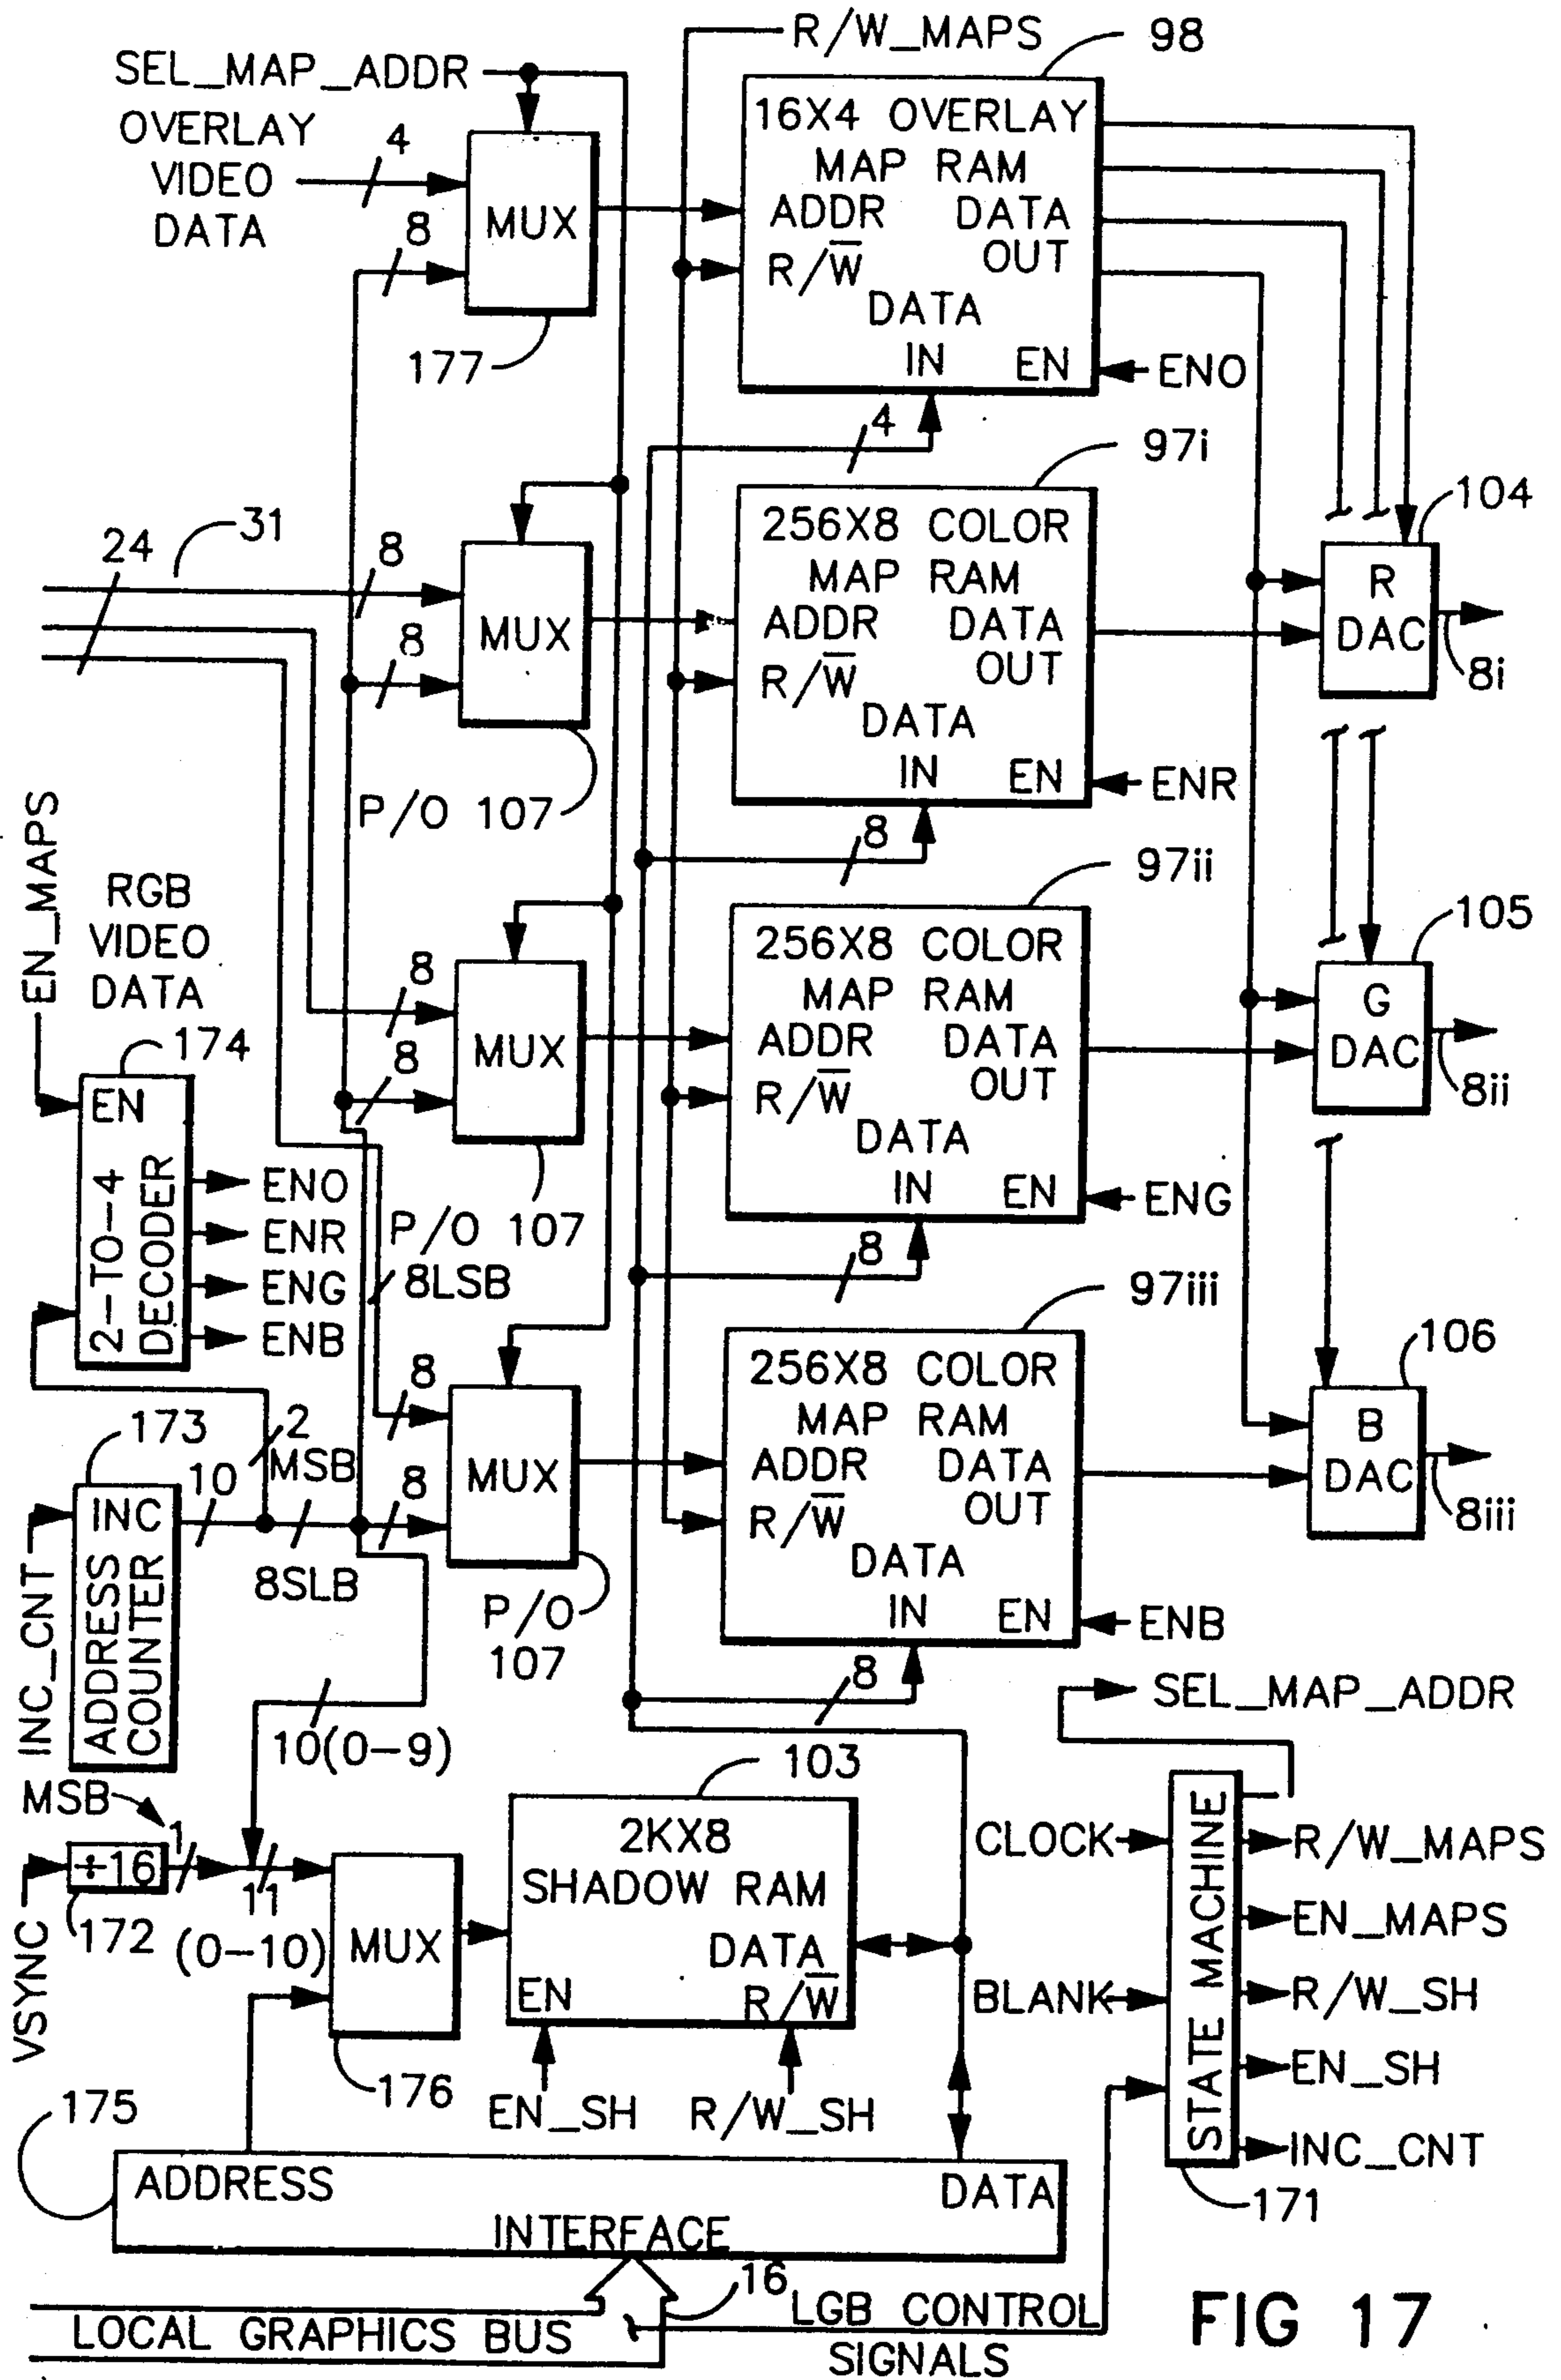 R/W_MAPS
98
SEL_MAP_ADDR
OVERLAY
VIDEO
DATA
4
8
MUX
177
16X4 OVERLAY
MAP RAM
ADDR DATA
OUT
R/W
DATA
IN EN
ENO
4
97i
104
31
24
8
8
MUX
P/O 107
256X8 COLOR
MAP RAM
ADDR DATA
OUT
R/W
DATA
IN EN
ENR
8
R
DAC
8i
97ii
105
EN_MAPS
RGB
VIDEO
DATA
8
8
MUX
P/O 107
256X8 COLOR
MAP RAM
ADDR DATA
OUT
R/W
DATA
IN EN
ENG
8
G
DAC
8ii
174
EN
2-TO-4
DECODER
ENO
ENR
ENG
ENB
8LSB
97iii
106
8
8
MUX
P/O
107
256X8 COLOR
MAP RAM
ADDR DATA
OUT
R/W
DATA
IN EN
ENB
8
B
DAC
8iii
173
2
MSB
10
8SLB
INC_CNT
INC
ADDRESS
COUNTER
10(0-9)
MSB
1
÷16
172
VSYNC
11
(0-10)
MUX
176
103
2KX8
SHADOW RAM
DATA
EN R/W
EN_SH R/W_SH
SEL_MAP_ADDR
CLOCK
BLANK
STATE MACHINE
R/W_MAPS
EN_MAPS
R/W_SH
EN_SH
INC_CNT
171
175
ADDRESS DATA
INTERFACE
16
LOCAL GRAPHICS BUS
LGB CONTROL
SIGNALS
FIG 17